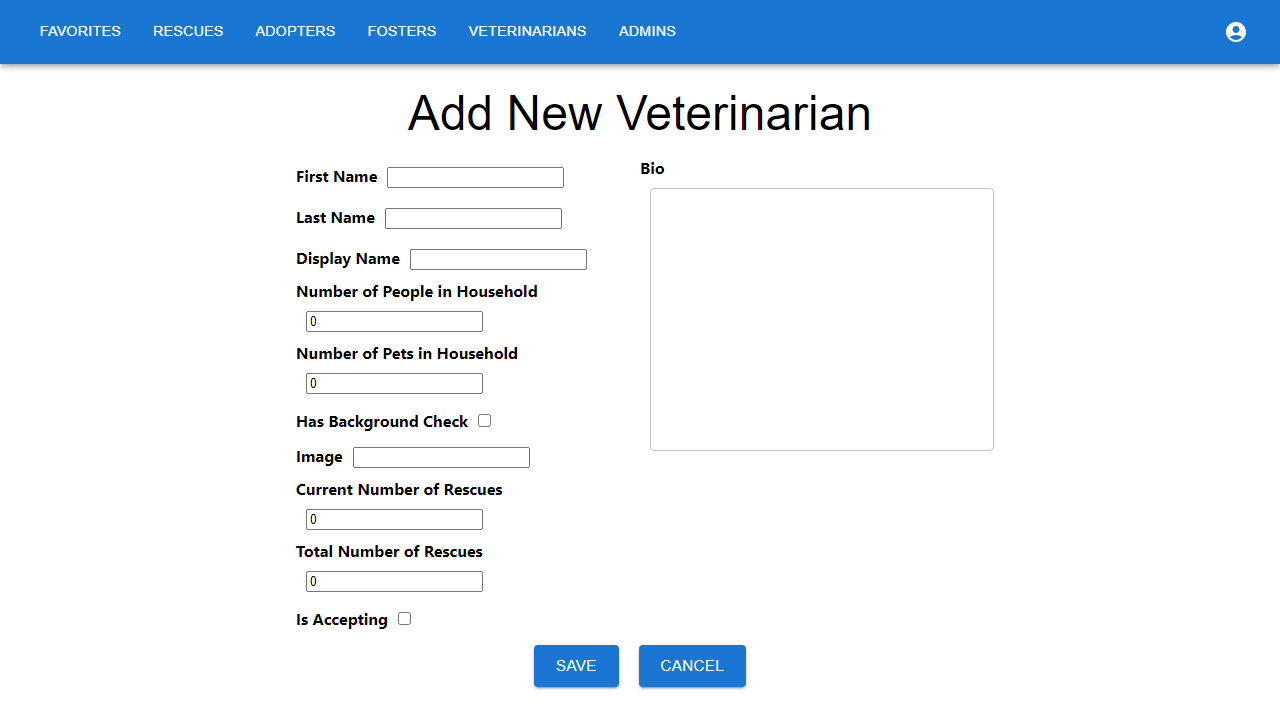 FAVORITES RESCUES ADOPTERS FOSTERS VETERINARIANS ADMINS
Add New Veterinarian
First Name
Last Name
Display Name
Number of People in Household
0
Number of Pets in Household
0
Has Background Check
Image
Current Number of Rescues
0
Total Number of Rescues
0
Is Accepting
Bio
SAVE CANCEL